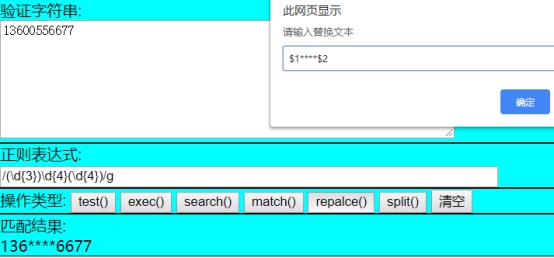 验证字符串:
13600556677
此网页显示
请输入替换文本
$1****$2
确定
正则表达式:
/(\d{3})\d{4}(\d{4})/g
操作类型: test() exec() search() match() repalce() split() 清空
匹配结果:
136****6677